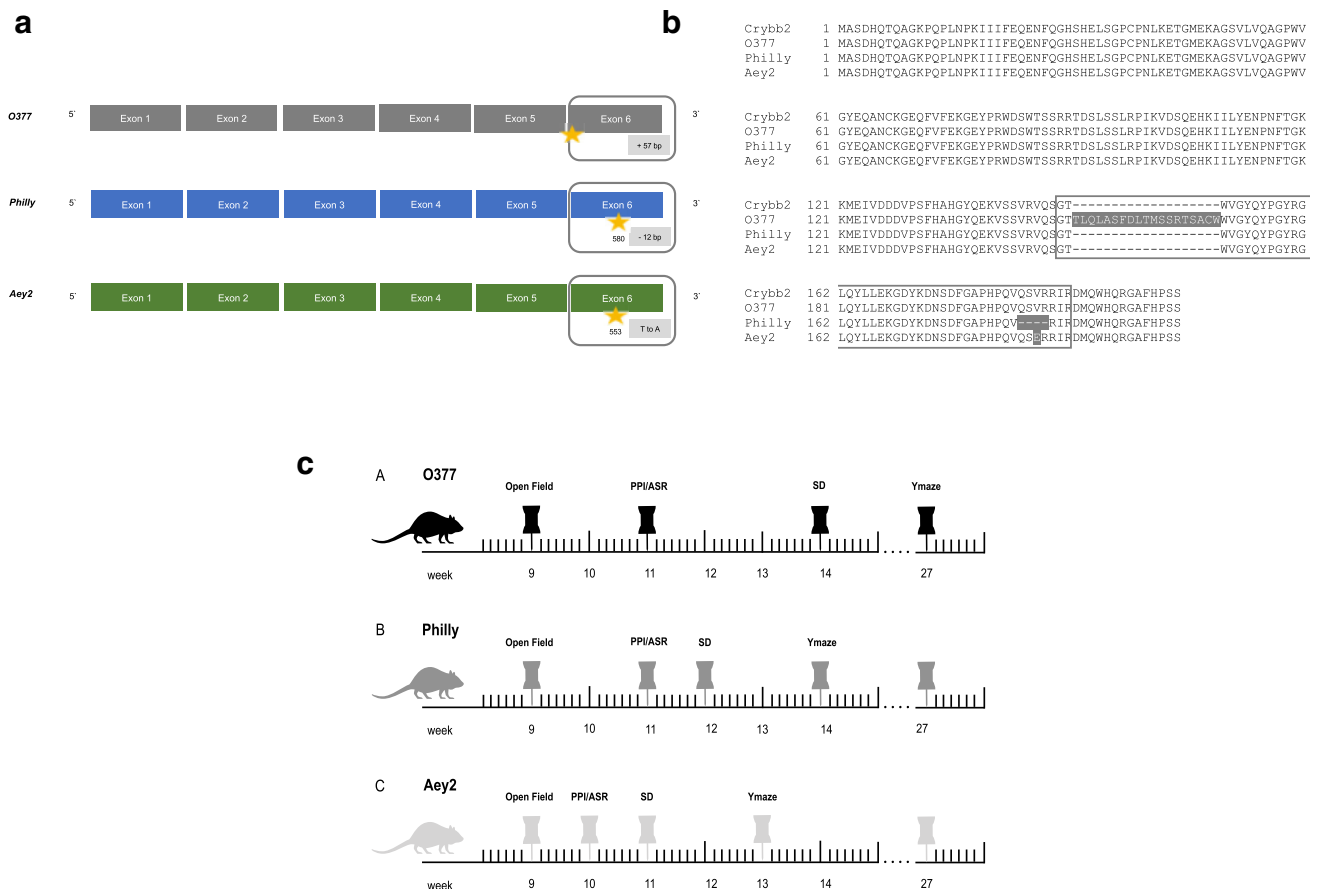 a
O377 5´ Exon 1 Exon 2 Exon 3 Exon 4 Exon 5 Exon 6 3´
+ 57 bp
Philly 5´ Exon 1 Exon 2 Exon 3 Exon 4 Exon 5 Exon 6 3´
580 - 12 bp
Aey2 5´ Exon 1 Exon 2 Exon 3 Exon 4 Exon 5 Exon 6 3´
553 T to A
b
Crybb2 1 MASDHQTQAGKPQPLNPKIIIFEQENFQGHSHELSGPCPNLKETGMEKAGSVLVQAGPWV
O377 1 MASDHQTQAGKPQPLNPKIIIFEQENFQGHSHELSGPCPNLKETGMEKAGSVLVQAGPWV
Philly 1 MASDHQTQAGKPQPLNPKIIIFEQENFQGHSHELSGPCPNLKETGMEKAGSVLVQAGPWV
Aey2 1 MASDHQTQAGKPQPLNPKIIIFEQENFQGHSHELSGPCPNLKETGMEKAGSVLVQAGPWV
Crybb2 61 GYEQANCKGEQFVFEKGEYPRWDSWTSSRRTDSLSSLRPIKVDSQEHKIILYENPNFTGK
O377 61 GYEQANCKGEQFVFEKGEYPRWDSWTSSRRTDSLSSLRPIKVDSQEHKIILYENPNFTGK
Philly 61 GYEQANCKGEQFVFEKGEYPRWDSWTSSRRTDSLSSLRPIKVDSQEHKIILYENPNFTGK
Aey2 61 GYEQANCKGEQFVFEKGEYPRWDSWTSSRRTDSLSSLRPIKVDSQEHKIILYENPNFTGK
Crybb2 121 KMEIVDDDVPSFHAHGYQEKVSSVRVQSGT-------------------WVGYQYPGYRG
O377 121 KMEIVDDDVPSFHAHGYQEKVSSVRVQSGTTLQLASFDLTMSSRTSACWWVGYQYPGYRG
Philly 121 KMEIVDDDVPSFHAHGYQEKVSSVRVQSGT-------------------WVGYQYPGYRG
Aey2 121 KMEIVDDDVPSFHAHGYQEKVSSVRVQSGT-------------------WVGYQYPGYRG
Crybb2 162 LQYLLEKGDYKDNSDFGAPHPQVQSVRRIRDMQWHQRGAFHPSS
O377 181 LQYLLEKGDYKDNSDFGAPHPQVQSVRRIRDMQWHQRGAFHPSS
Philly 162 LQYLLEKGDYKDNSDFGAPHPQV----RIRDMQWHQRGAFHPSS
Aey2 162 LQYLLEKGDYKDNSDFGAPHPQVQSERRIRDMQWHQRGAFHPSS
c
A O377 Open Field PPI/ASR SD Ymaze
week 9 10 11 12 13 14 .... 27
B Philly Open Field PPI/ASR SD Ymaze
week 9 10 11 12 13 14 .... 27
C Aey2 Open Field PPI/ASR SD Ymaze
week 9 10 11 12 13 14 .... 27